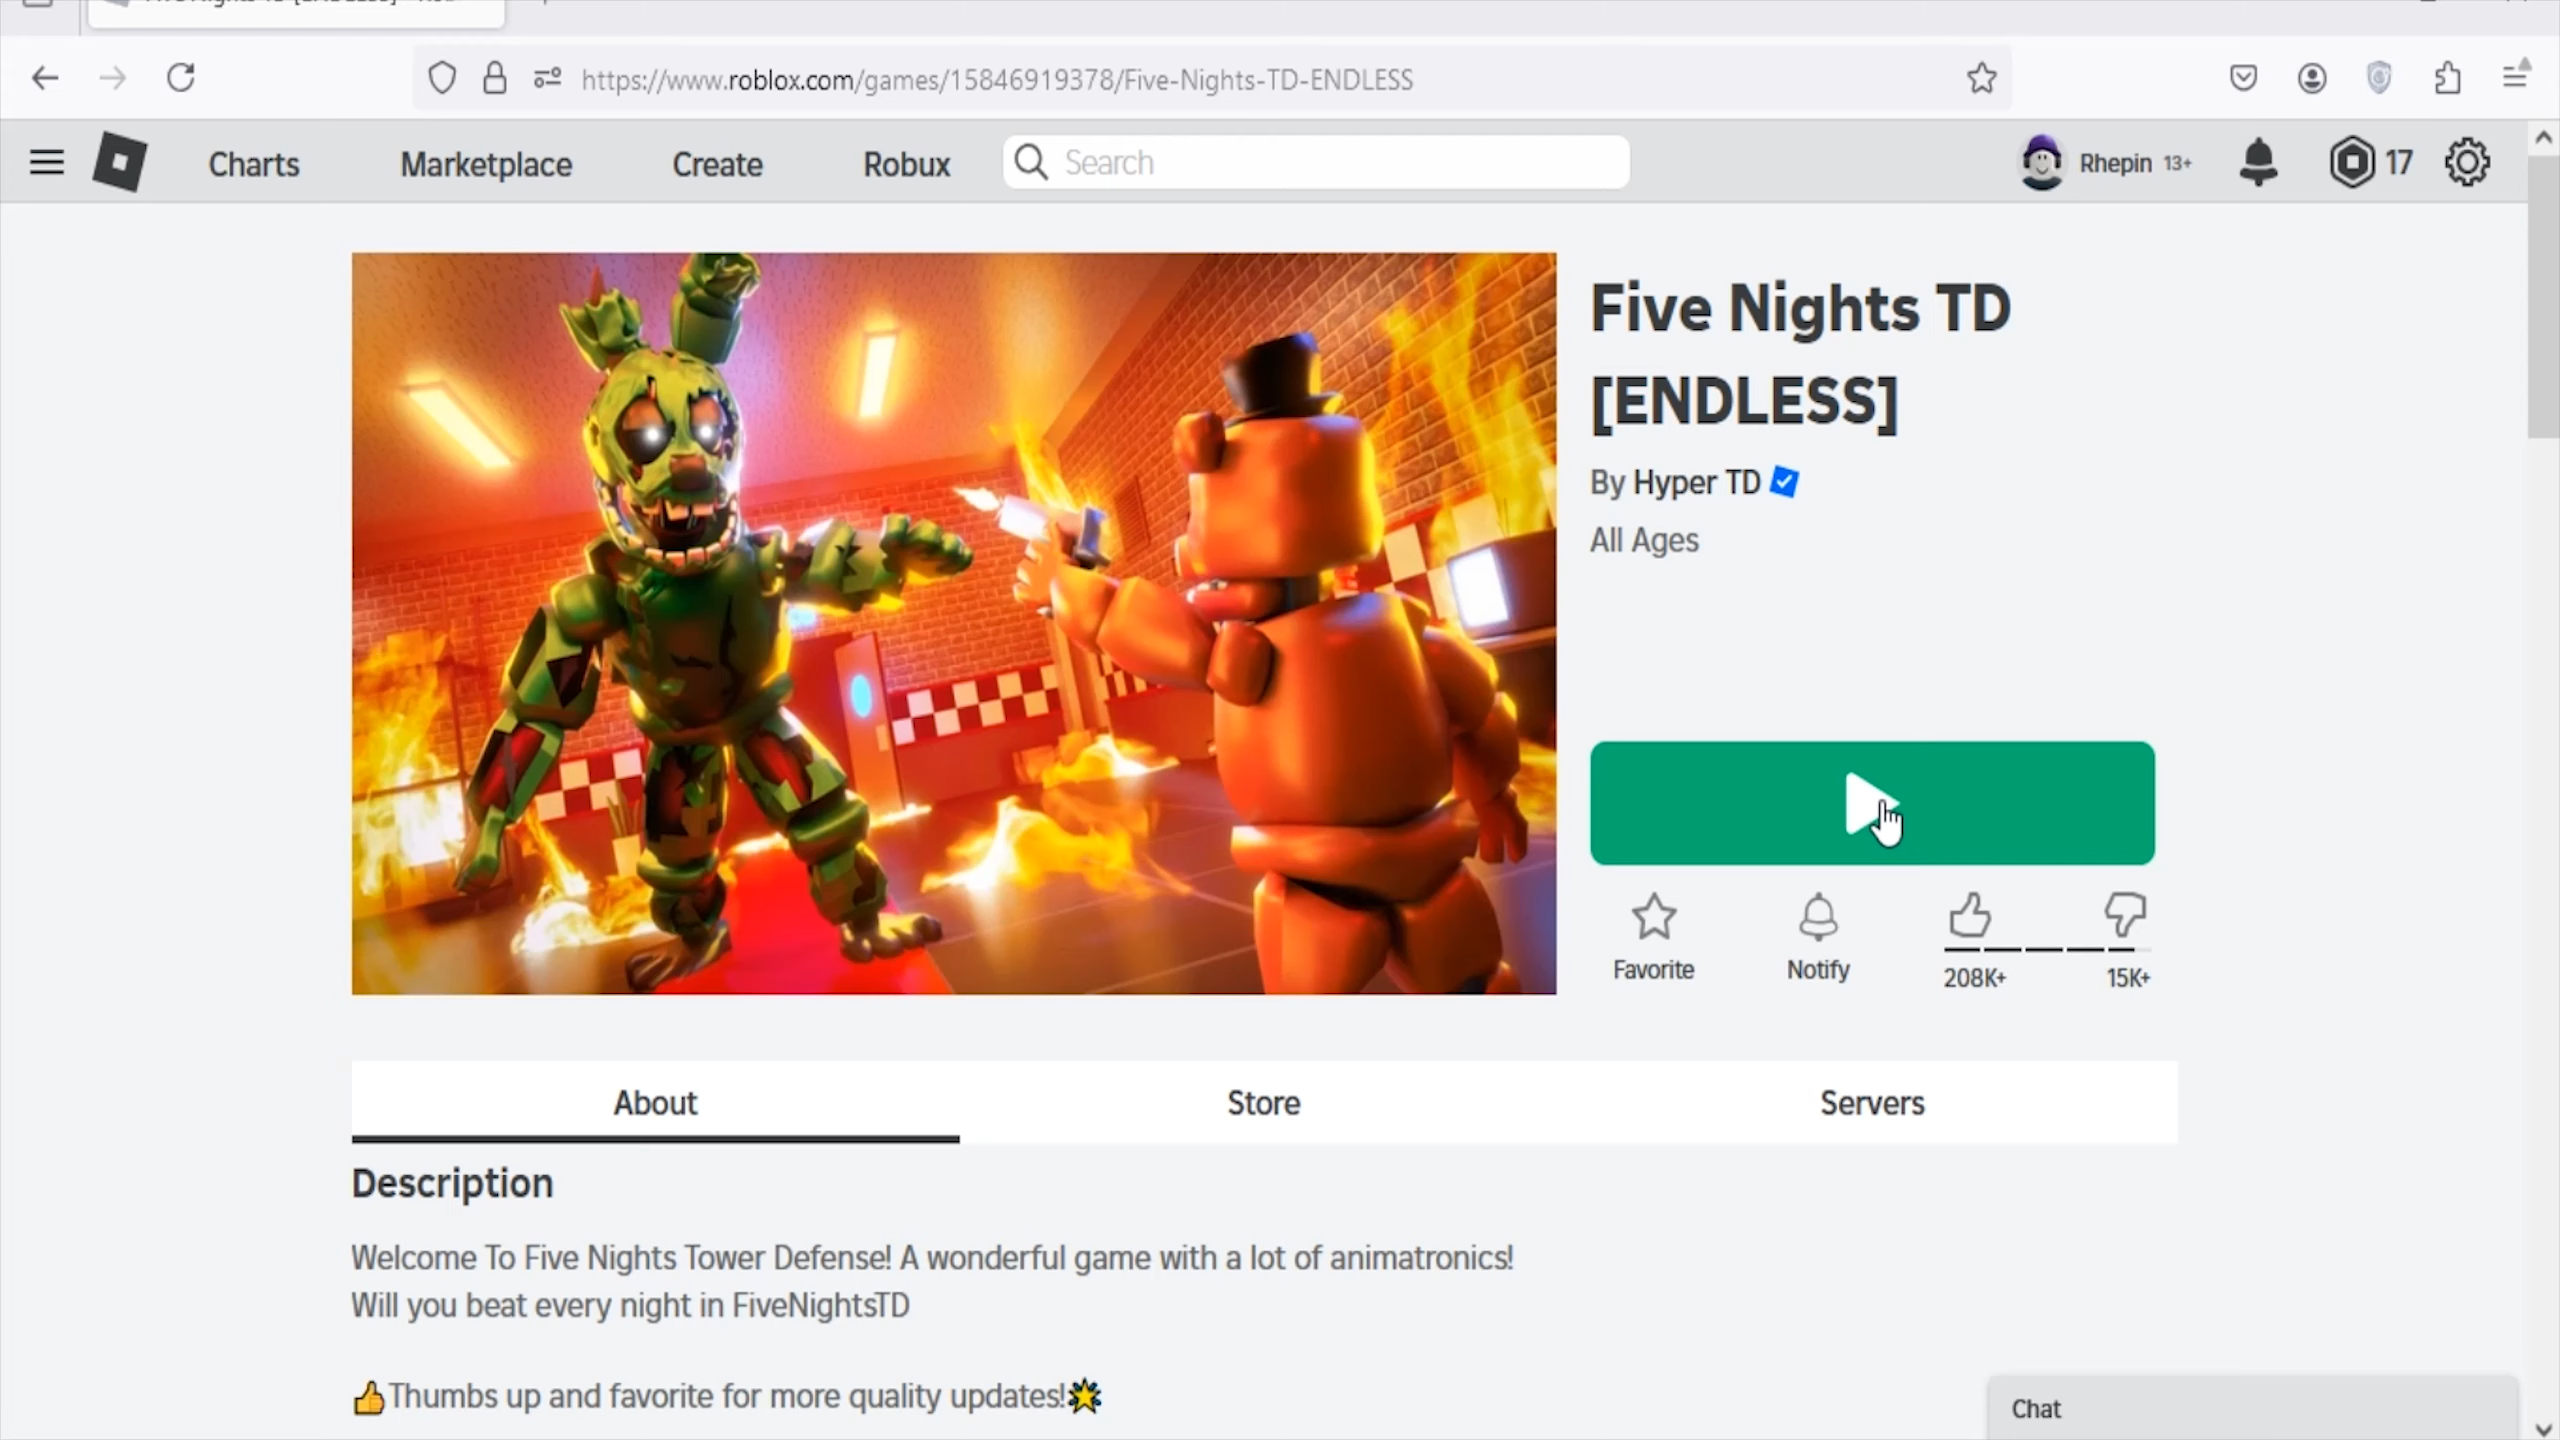 https://www.roblox.com/games/15846919378/Five-Nights-TD-ENDLESS
Charts
Marketplace
Create
Robux
Search
Rhepin 13+
17
Five Nights TD
[ENDLESS]
By Hyper TD
All Ages
Favorite
Notify
208K+
15K+
About
Store
Servers
Description
Welcome To Five Nights Tower Defense! A wonderful game with a lot of animatronics!
Will you beat every night in FiveNightsTD
👍Thumbs up and favorite for more quality updates!🌟
Chat